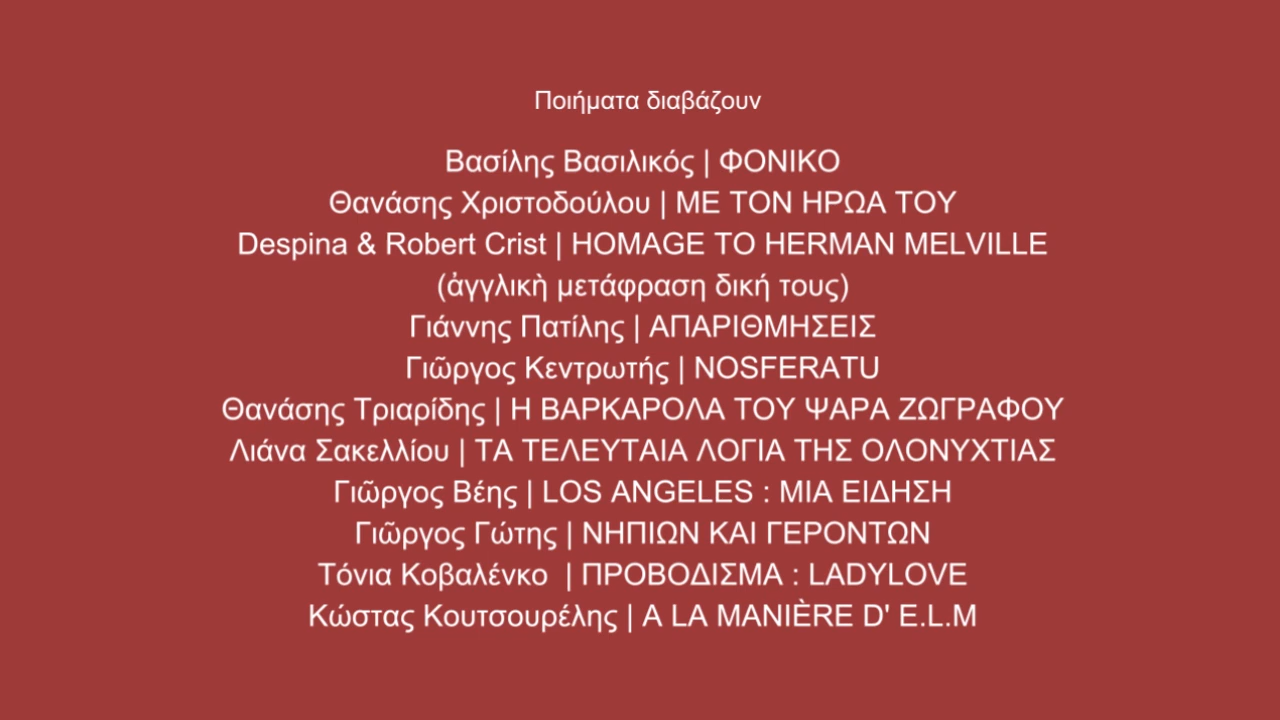 Ποιήματα διαβάζουν
Βασίλης Βασιλικός | ΦΟΝΙΚΟ
Θανάσης Χριστοδούλου | ΜΕ ΤΟΝ ΗΡΩΑ ΤΟΥ
Despina & Robert Crist | HOMAGE TO HERMAN MELVILLE
(ἀγγλικὴ μετάφραση δική τους)
Γιάννης Πατίλης | ΑΠΑΡΙΘΜΗΣΕΙΣ
Γιῶργος Κεντρωτής | NOSFERATU
Θανάσης Τριαρίδης | Η ΒΑΡΚΑΡΟΛΑ ΤΟΥ ΨΑΡΑ ΖΩΓΡΑΦΟΥ
Λιάνα Σακελλίου | ΤΑ ΤΕΛΕΥΤΑΙΑ ΛΟΓΙΑ ΤΗΣ ΟΛΟΝΥΧΤΙΑΣ
Γιῶργος Βέης | LOS ANGELES : ΜΙΑ ΕΙΔΗΣΗ
Γιῶργος Γώτης | ΝΗΠΙΩΝ ΚΑΙ ΓΕΡΟΝΤΩΝ
Τόνια Κοβαλένκο | ΠΡΟΒΟΔΙΣΜΑ : LADYLOVE
Κώστας Κουτσουρέλης | A LA MANIÈRE D' E.L.M